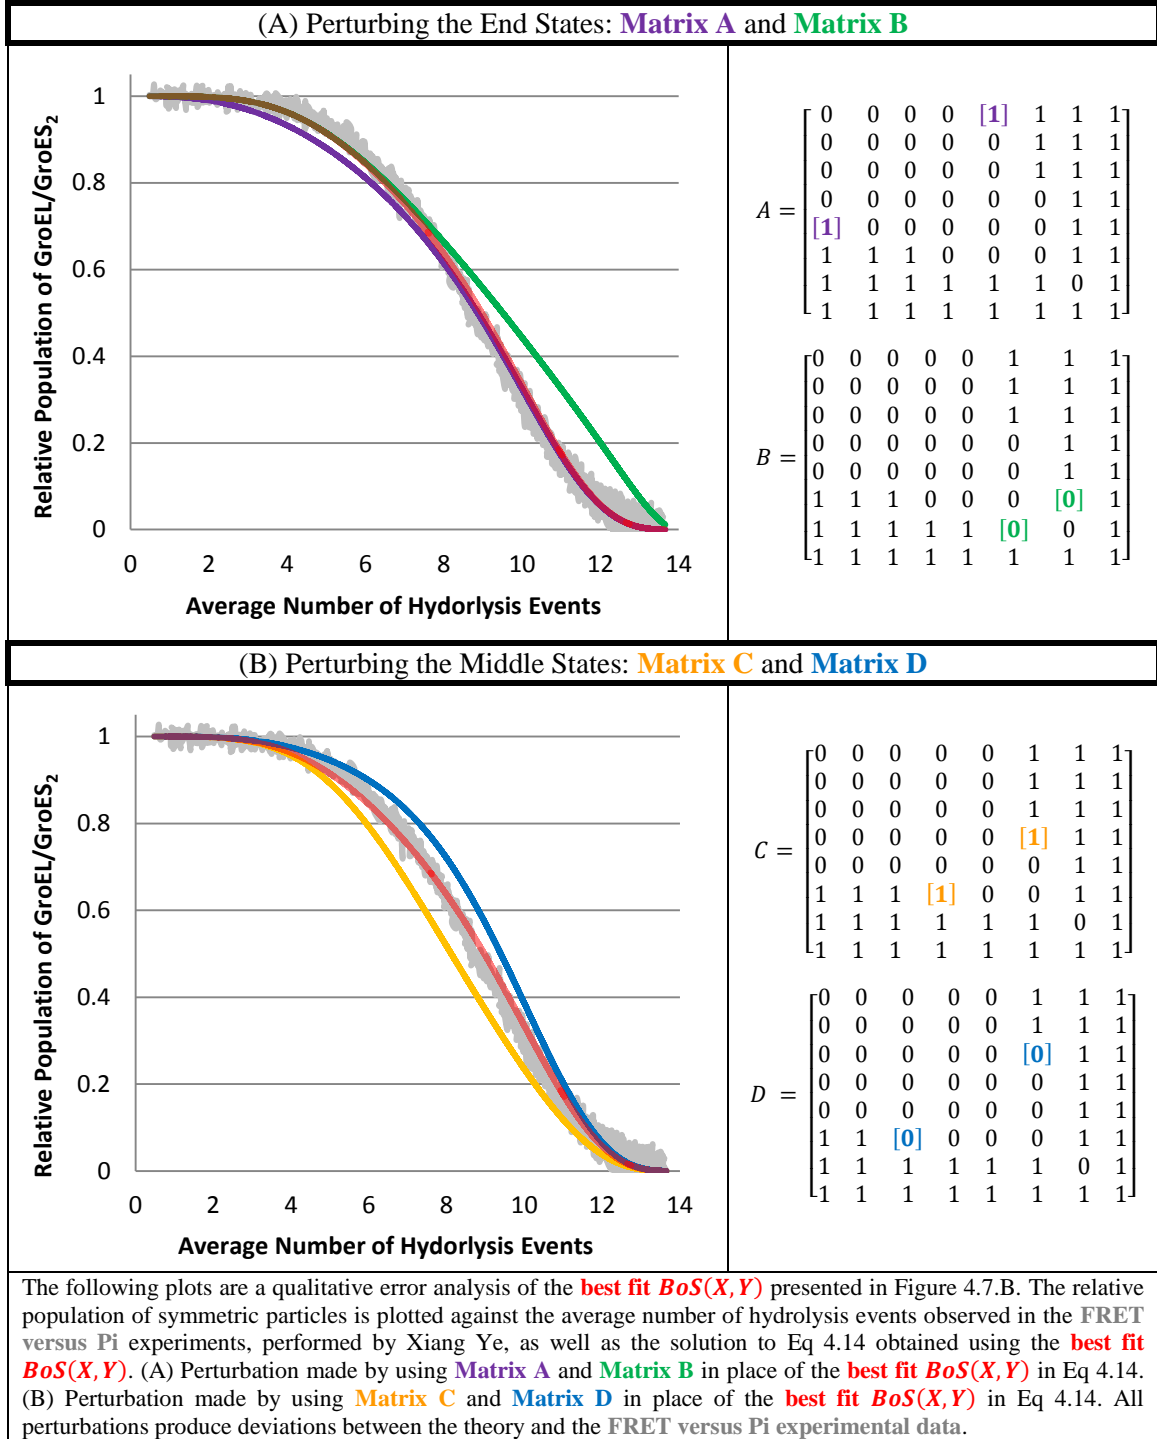 (A) Perturbing the End States: Matrix A and Matrix B
Relative Population of GroEL/GroES2
1
0.8
0.6
0.4
0.2
0
0 2 4 6 8 10 12 14
Average Number of Hydorlysis Events
A =
0 0 0 0 [1] 1 1 1
0 0 0 0 0 1 1 1
0 0 0 0 0 1 1 1
0 0 0 0 0 0 1 1
[1] 0 0 0 0 0 1 1
1 1 1 0 0 0 1 1
1 1 1 1 1 1 0 1
1 1 1 1 1 1 1 1
B =
0 0 0 0 0 1 1 1
0 0 0 0 0 1 1 1
0 0 0 0 0 1 1 1
0 0 0 0 0 0 1 1
0 0 0 0 0 0 1 1
1 1 1 0 0 0 [0] 1
1 1 1 1 1 [0] 0 1
1 1 1 1 1 1 1 1
(B) Perturbing the Middle States: Matrix C and Matrix D
Relative Population of GroEL/GroES2
1
0.8
0.6
0.4
0.2
0
0 2 4 6 8 10 12 14
Average Number of Hydorlysis Events
C =
0 0 0 0 0 1 1 1
0 0 0 0 0 1 1 1
0 0 0 0 0 1 1 1
0 0 0 0 0 [1] 1 1
0 0 0 0 0 0 1 1
1 1 1 [1] 0 0 1 1
1 1 1 1 1 1 0 1
1 1 1 1 1 1 1 1
D =
0 0 0 0 0 1 1 1
0 0 0 0 0 1 1 1
0 0 0 0 0 [0] 1 1
0 0 0 0 0 0 1 1
0 0 0 0 0 0 1 1
1 1 [0] 0 0 0 1 1
1 1 1 1 1 1 0 1
1 1 1 1 1 1 1 1
The following plots are a qualitative error analysis of the best fit BoS(X,Y) presented in Figure 4.7.B. The relative
population of symmetric particles is plotted against the average number of hydrolysis events observed in the FRET
versus Pi experiments, performed by Xiang Ye, as well as the solution to Eq 4.14 obtained using the best fit
BoS(X,Y). (A) Perturbation made by using Matrix A and Matrix B in place of the best fit BoS(X,Y) in Eq 4.14.
(B) Perturbation made by using Matrix C and Matrix D in place of the best fit BoS(X,Y) in Eq 4.14. All
perturbations produce deviations between the theory and the FRET versus Pi experimental data.